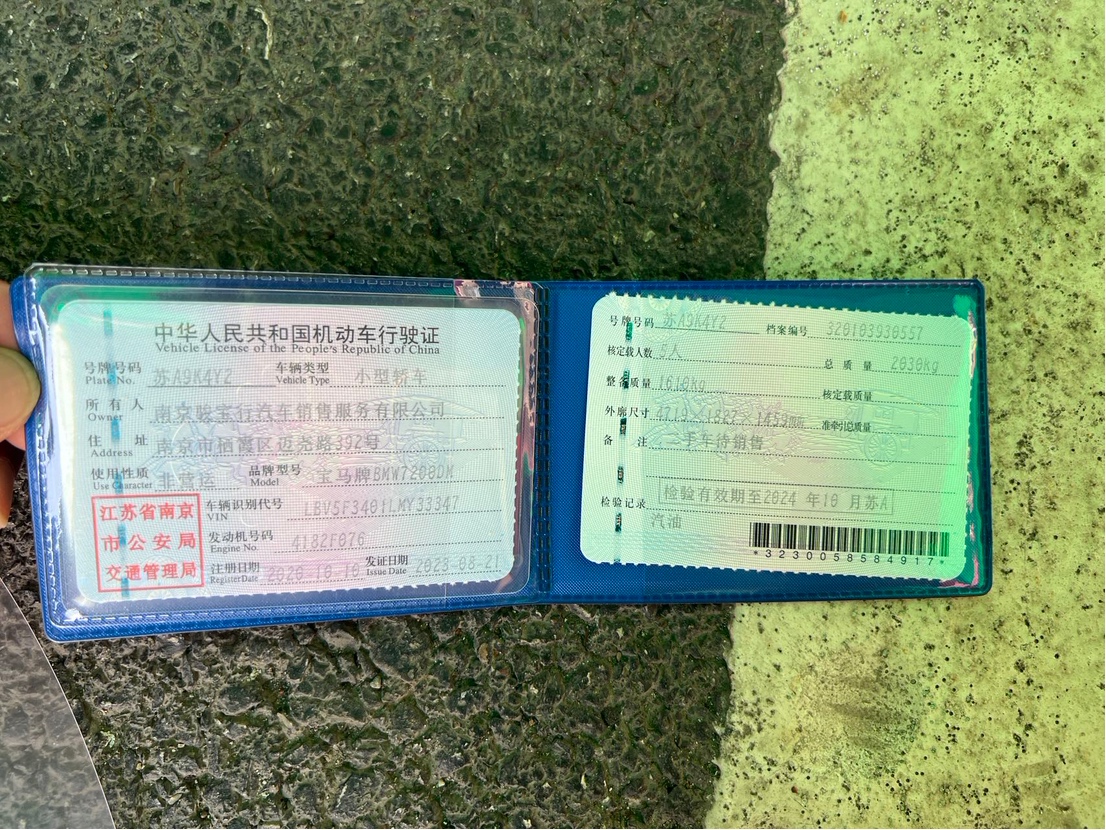 中华人民共和国机动车行驶证
Vehicle License of the People's Republic of China
号牌号码 Plate No. 苏A9K4Y2 车辆类型 Vehicle Type 小型轿车
所有人 Owner 南京骏宝行汽车销售服务有限公司
住址 Address 南京市栖霞区迈尧路392号
使用性质 Use Character 非营运 品牌型号 Model 宝马牌BMW7200DM
江苏省南京
市公安局
交通管理局
车辆识别代号 VIN LBV5F3401LMY33347
发动机号码 Engine No. 4182F076
注册日期 RegisterDate 2020-10-10 发证日期 Issue Date 2023-08-21
号牌号码 苏A9K4Y2 档案编号 320103930557
核定载人数 5人 总质量 2030kg
整备质量 1610kg 核定载质量
外廓尺寸 4719×1827×1459mm 准牵引总质量
备注 二手车待销售
检验记录 检验有效期至2024 年10 月苏A
汽油
*3230058584917*